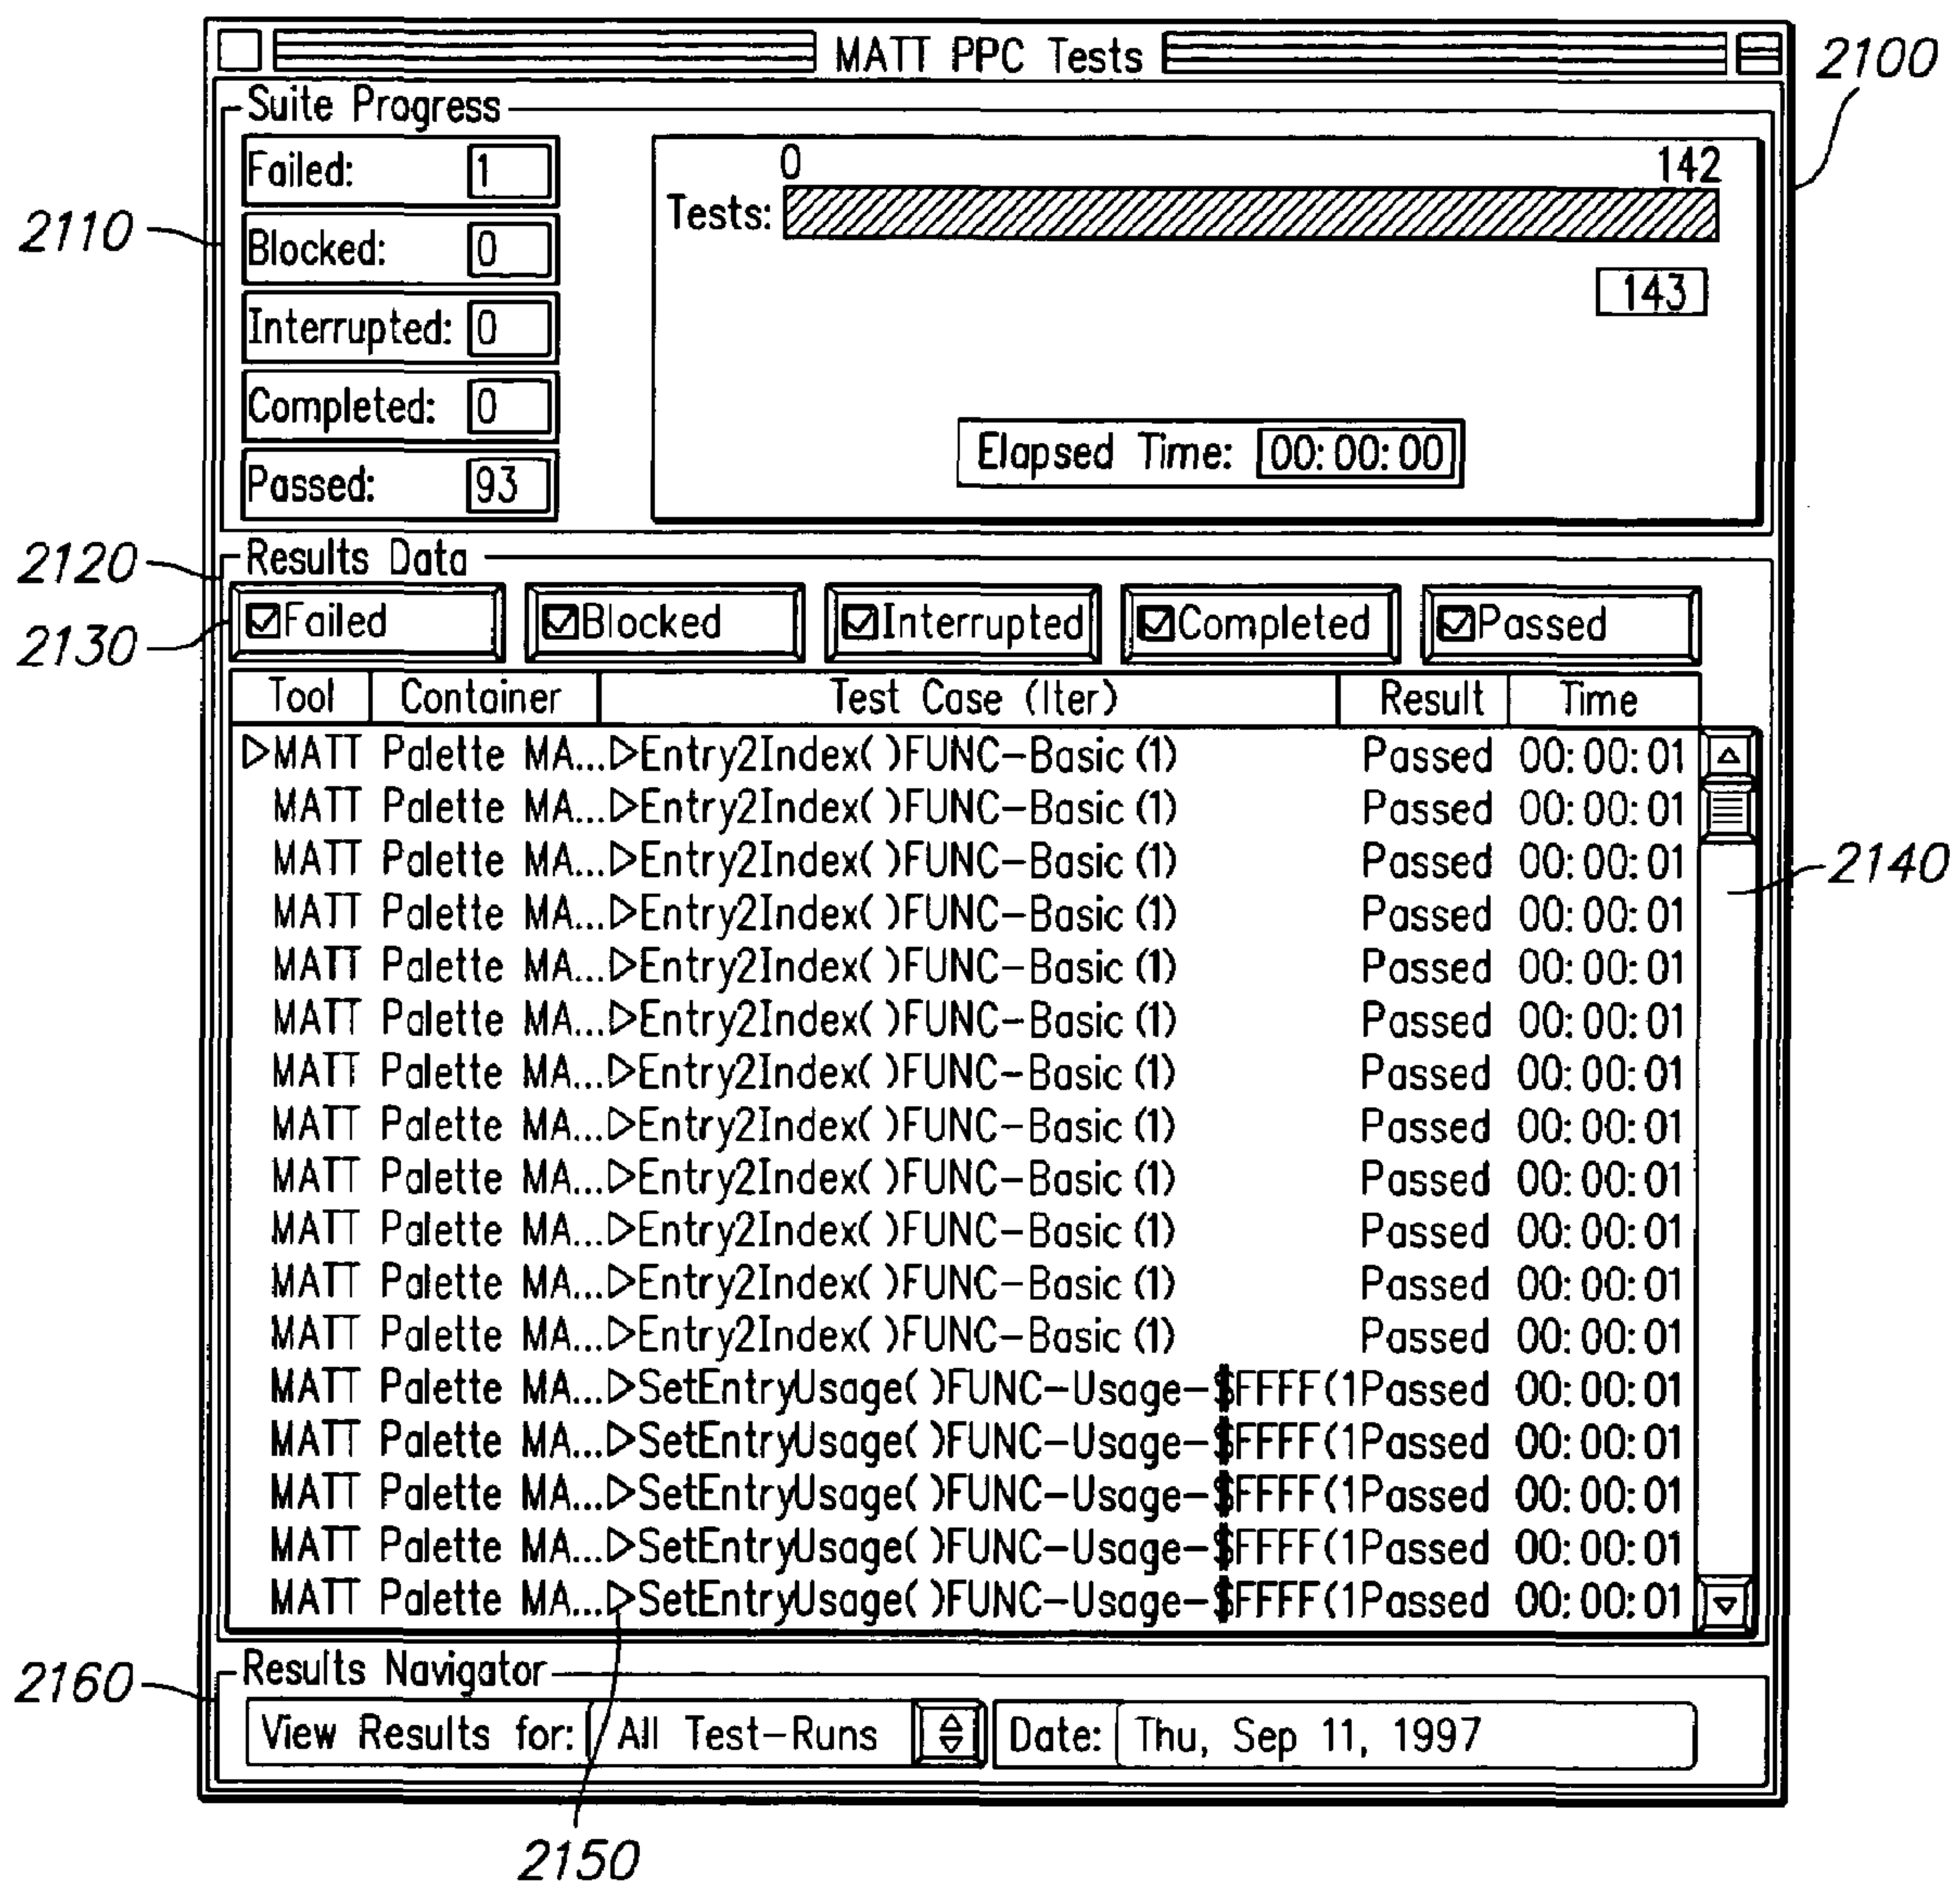 MATT PPC Tests
2100
Suite Progress
Failed: 1
Blocked: 0
Interrupted: 0
Completed: 0
Passed: 93
2110
0 142
Tests:
143
Elapsed Time: 00:00:00
2120
Results Data
2130
Failed Blocked Interrupted Completed Passed
Tool Container Test Case (Iter) Result Time
MATT Palette MA... Entry2Index( )FUNC-Basic (1) Passed 00:00:01
MATT Palette MA... Entry2Index( )FUNC-Basic (1) Passed 00:00:01
MATT Palette MA... Entry2Index( )FUNC-Basic (1) Passed 00:00:01
2140
MATT Palette MA... Entry2Index( )FUNC-Basic (1) Passed 00:00:01
MATT Palette MA... Entry2Index( )FUNC-Basic (1) Passed 00:00:01
MATT Palette MA... Entry2Index( )FUNC-Basic (1) Passed 00:00:01
MATT Palette MA... Entry2Index( )FUNC-Basic (1) Passed 00:00:01
MATT Palette MA... Entry2Index( )FUNC-Basic (1) Passed 00:00:01
MATT Palette MA... Entry2Index( )FUNC-Basic (1) Passed 00:00:01
MATT Palette MA... Entry2Index( )FUNC-Basic (1) Passed 00:00:01
MATT Palette MA... Entry2Index( )FUNC-Basic (1) Passed 00:00:01
MATT Palette MA... Entry2Index( )FUNC-Basic (1) Passed 00:00:01
MATT Palette MA... SetEntryUsage( )FUNC-Usage-$FFFF(1Passed 00:00:01
MATT Palette MA... SetEntryUsage( )FUNC-Usage-$FFFF(1Passed 00:00:01
MATT Palette MA... SetEntryUsage( )FUNC-Usage-$FFFF(1Passed 00:00:01
MATT Palette MA... SetEntryUsage( )FUNC-Usage-$FFFF(1Passed 00:00:01
MATT Palette MA... SetEntryUsage( )FUNC-Usage-$FFFF(1Passed 00:00:01
2160
Results Navigator
View Results for: All Test-Runs Date: Thu, Sep 11, 1997
2150